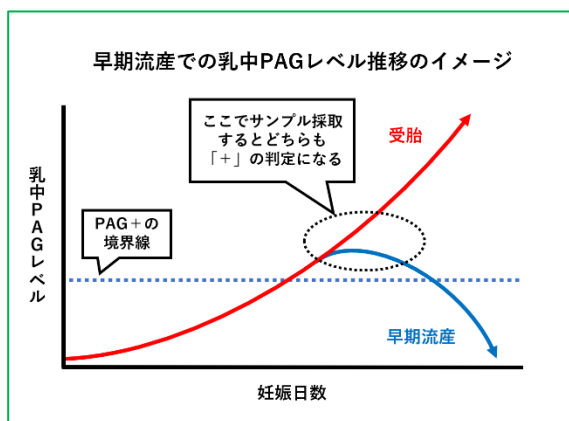 早期流産での乳中PAGレベル推移のイメージ
ここでサンプル採取
するとどちらも
「+」の判定になる
受胎
乳中PAGレベル
PAG+の
境界線
早期流産
妊娠日数